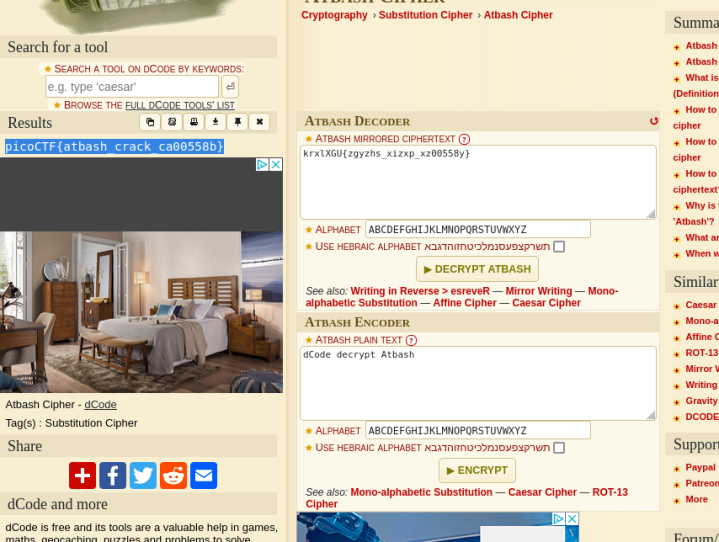 ATBASH CIPHER
Cryptography › Substitution Cipher › Atbash Cipher
Search for a tool
SEARCH A TOOL ON DCODE BY KEYWORDS:
e.g. type 'caesar'
BROWSE THE FULL DCODE TOOLS' LIST
Results
picoCTF{atbash_crack_ca00558b}
Atbash Cipher - dCode
Tag(s) : Substitution Cipher
Share
dCode and more
dCode is free and its tools are a valuable help in games,
maths, geocaching, puzzles and problems to solve
ATBASH DECODER
ATBASH MIRRORED CIPHERTEXT ?
krxlXGU{zgyzhs_xizxp_xz00558y}
ALPHABET ABCDEFGHIJKLMNOPQRSTUVWXYZ
USE HEBRAIC ALPHABET תשרקצפעסנמלכיטחזוהדגבא
▶ DECRYPT ATBASH
See also: Writing in Reverse > esreveR — Mirror Writing — Mono-
alphabetic Substitution — Affine Cipher — Caesar Cipher
ATBASH ENCODER
ATBASH PLAIN TEXT ?
dCode decrypt Atbash
ALPHABET ABCDEFGHIJKLMNOPQRSTUVWXYZ
USE HEBRAIC ALPHABET תשרקצפעסנמלכיטחזוהדגבא
▶ ENCRYPT
See also: Mono-alphabetic Substitution — Caesar Cipher — ROT-13
Cipher
Summa
Atbash
Atbash
What is
(Definition
How to
cipher
How to
cipher
How to
ciphertext
Why is
'Atbash'?
What ar
When w
Similar
Caesar
Mono-a
Affine C
ROT-13
Mirror W
Writing
Gravity
DCODE
Support
Paypal
Patreon
More
Forum/